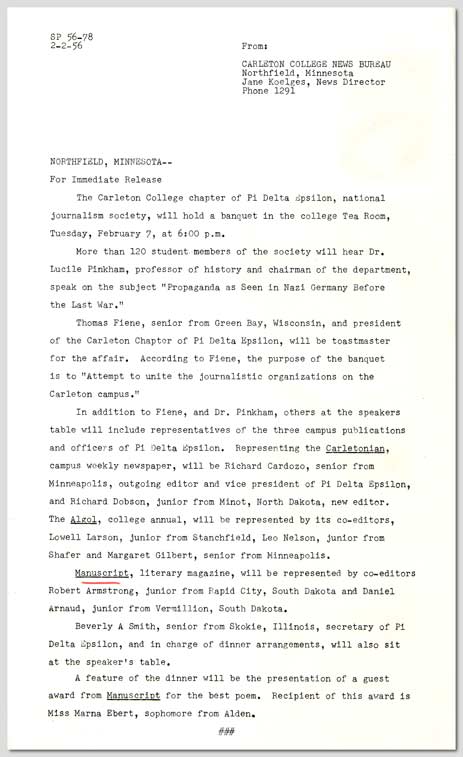 SP 56-78
2-2-56
From:
CARLETON COLLEGE NEWS BUREAU
Northfield, Minnesota
Jane Koelges, News Director
Phone 1291
NORTHFIELD, MINNESOTA--
For Immediate Release
The Carleton College chapter of Pi Delta Epsilon, national
journalism society, will hold a banquet in the college Tea Room,
Tuesday, February 7, at 6:00 p.m.
More than 120 student members of the society will hear Dr.
Lucile Pinkham, professor of history and chairman of the department,
speak on the subject "Propaganda as Seen in Nazi Germany Before
the Last War."
Thomas Fiene, senior from Green Bay, Wisconsin, and president
of the Carleton Chapter of Pi Delta Epsilon, will be toastmaster
for the affair. According to Fiene, the purpose of the banquet
is to "Attempt to unite the journalistic organizations on the
Carleton campus."
In addition to Fiene, and Dr. Pinkham, others at the speakers
table will include representatives of the three campus publications
and officers of Pi Delta Epsilon. Representing the Carletonian,
campus weekly newspaper, will be Richard Cardozo, senior from
Minneapolis, outgoing editor and vice president of Pi Delta Epsilon,
and Richard Dobson, junior from Minot, North Dakota, new editor.
The Algol, college annual, will be represented by its co-editors,
Lowell Larson, junior from Stanchfield, Leo Nelson, junior from
Shafer and Margaret Gilbert, senior from Minneapolis.
Manuscript, literary magazine, will be represented by co-editors
Robert Armstrong, junior from Rapid City, South Dakota and Daniel
Arnaud, junior from Vermillion, South Dakota.
Beverly A Smith, senior from Skokie, Illinois, secretary of Pi
Delta Epsilon, and in charge of dinner arrangements, will also sit
at the speaker's table.
A feature of the dinner will be the presentation of a guest
award from Manuscript for the best poem. Recipient of this award is
Miss Marna Ebert, sophomore from Alden.
###